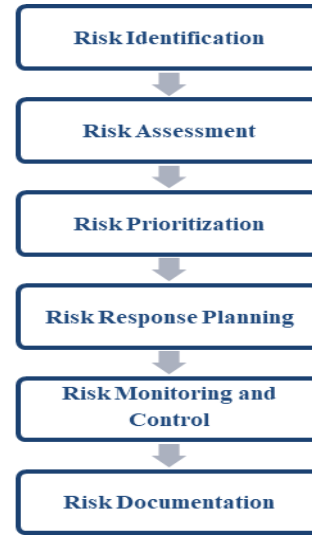 Risk Identification
Risk Assessment
Risk Prioritization
Risk Response Planning
Risk Monitoring and
Control
Risk Documentation